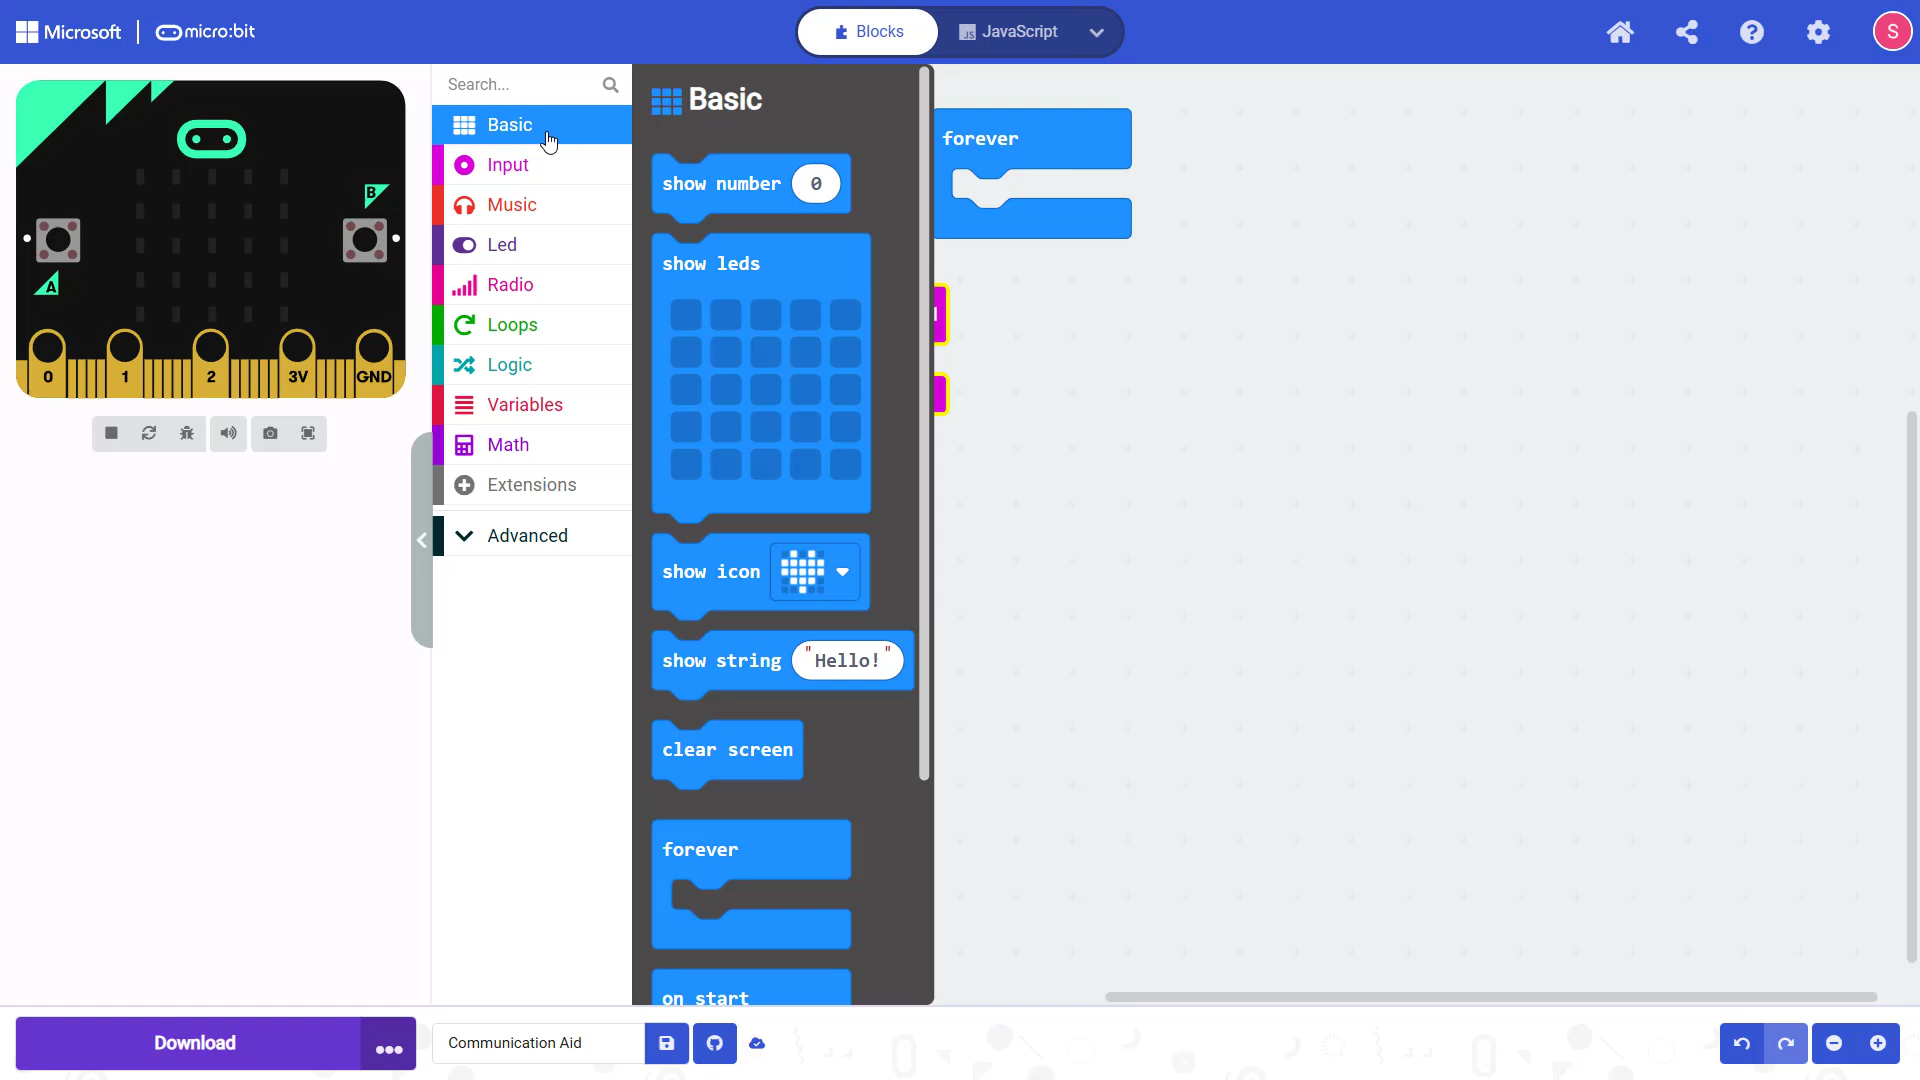 Microsoft micro:bit
Blocks
JS JavaScript
S
Search...
Basic
Input
Music
Led
Radio
Loops
Logic
Variables
Math
Extensions
Advanced
Basic
show number 0
show leds
show icon
show string "Hello!"
clear screen
forever
on start
forever
B
A
0 1 2 3V GND
Download
Communication Aid